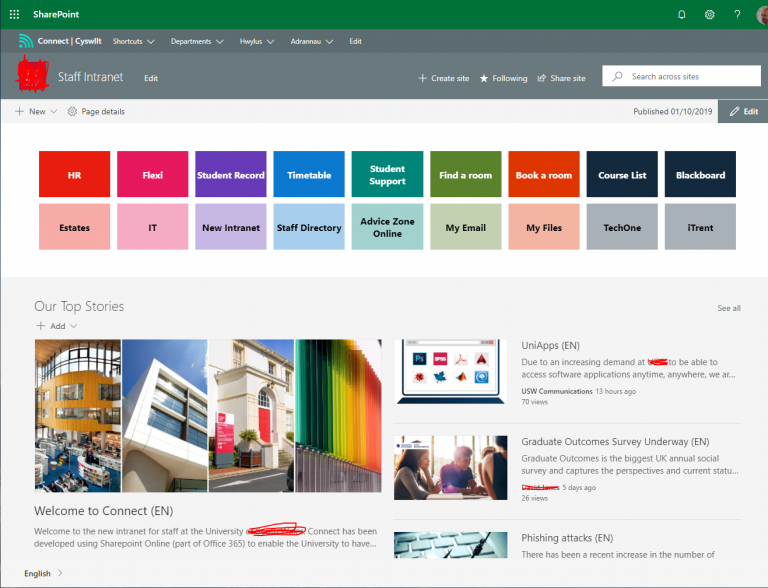 SharePoint
?
Connect | Cyswllt Shortcuts Departments Hwylus Adrannau Edit
Staff Intranet Edit
+ Create site Following Share site Search across sites
+ New Page details Published 01/10/2019 Edit
HR Flexi Student Record Timetable Student Support Find a room Book a room Course List Blackboard
Estates IT New Intranet Staff Directory Advice Zone Online My Email My Files TechOne iTrent
Our Top Stories
See all
+ Add
Ps SPSS
UniApps (EN)
Due to an increasing demand at to be able to
access software applications anytime, anywhere, we ar...
USW Communications 13 hours ago
70 views
Graduate Outcomes Survey Underway (EN)
Graduate Outcomes is the biggest UK annual social
survey and captures the perspectives and current statu...
5 days ago
26 views
Welcome to Connect (EN)
Welcome to the new intranet for staff at the University Connect has been
developed using Sharepoint Online (part of Office 365) to enable the University to have...
Phishing attacks (EN)
There has been a recent increase in the number of
English